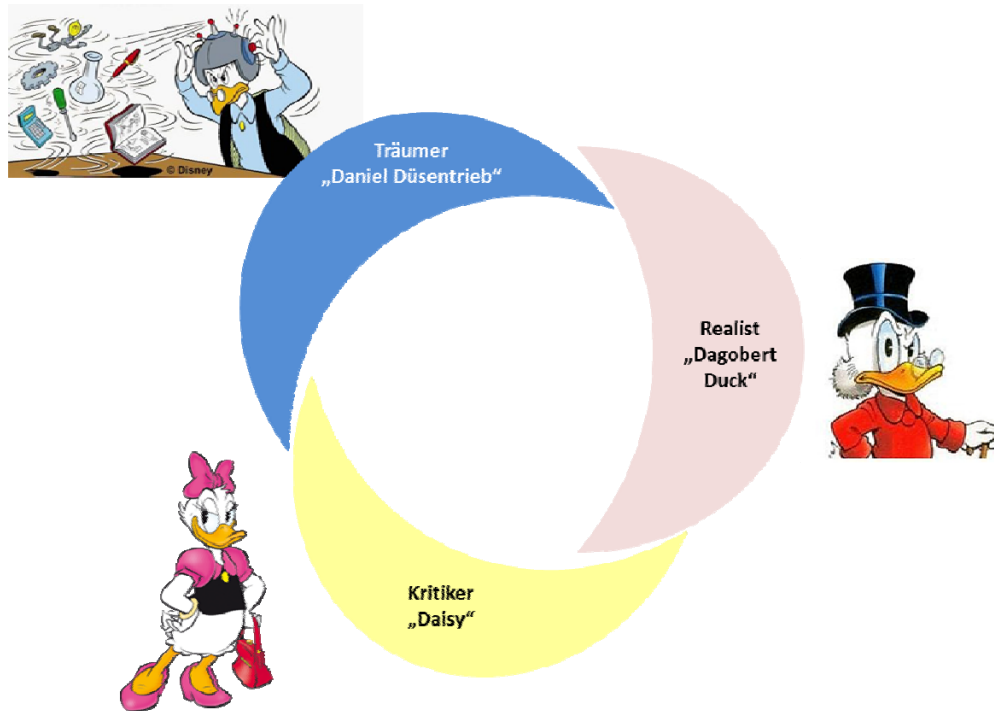 © Disney
Träumer
„Daniel Düsentrieb“
Realist
„Dagobert
Duck“
Kritiker
„Daisy“